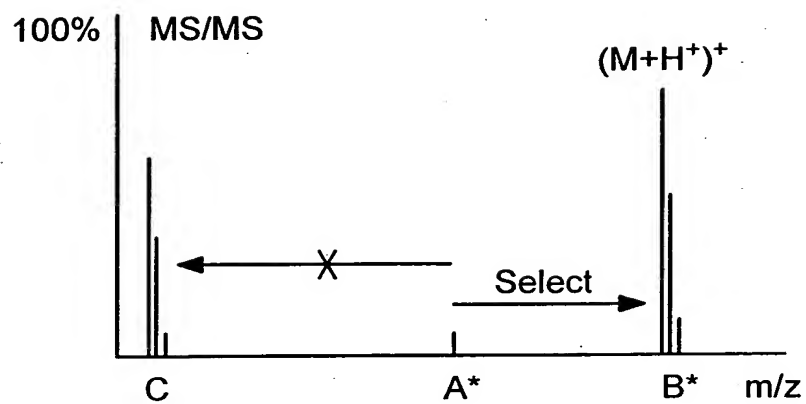 100% MS/MS
(M+H⁺)⁺
X
Select
C A* B* m/z